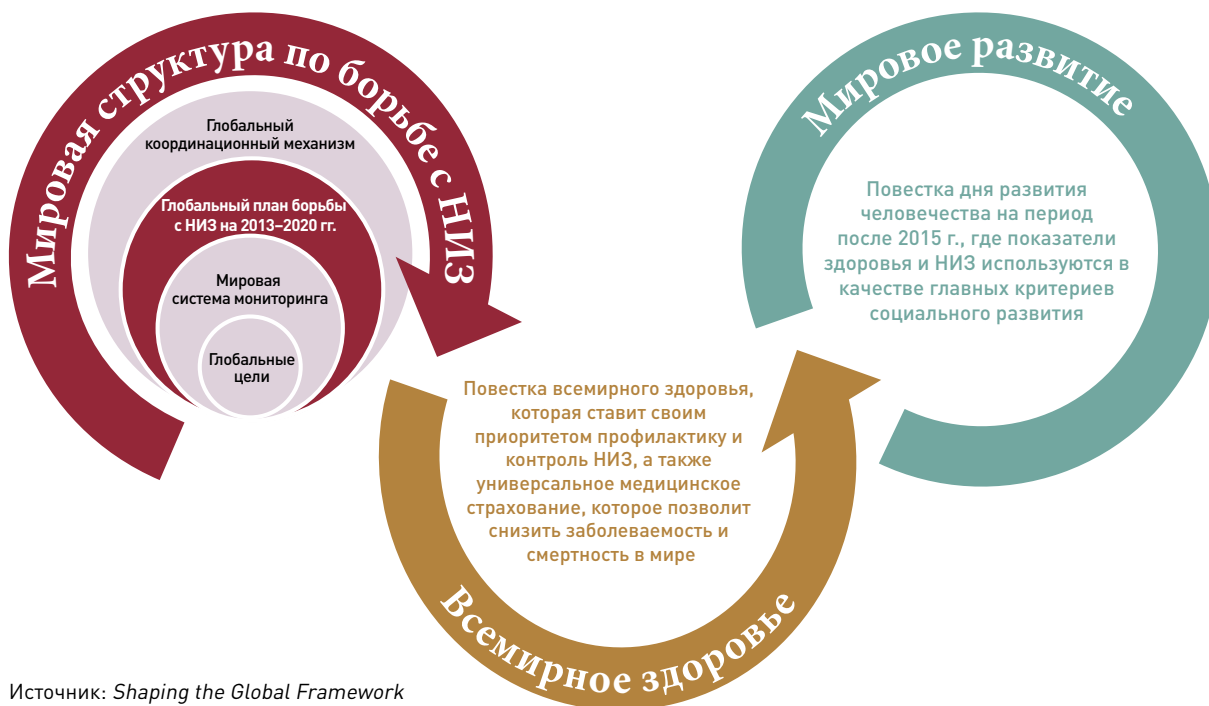 Мировая структура по борьбе с НИЗ
Глобальный
координационный механизм
Глобальный план борьбы
с НИЗ на 2013–2020 гг.
Мировая
система мониторинга
Глобальные
цели
Повестка всемирного здоровья,
которая ставит своим
приоритетом профилактику и
контроль НИЗ, а также
универсальное медицинское
страхование, которое позволит
снизить заболеваемость и
смертность в мире
Всемирное здоровье
Мировое развитие
Повестка дня развития
человечества на период
после 2015 г., где показатели
здоровья и НИЗ используются в
качестве главных критериев
социального развития
Источник: Shaping the Global Framework